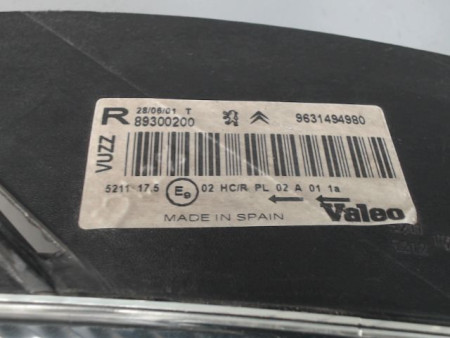 R 28/06/01 T
89300200 9631494980
VUZZ
5211 17.5 E9 02 HC/R PL 02 A 01 1a
MADE IN SPAIN Valeo